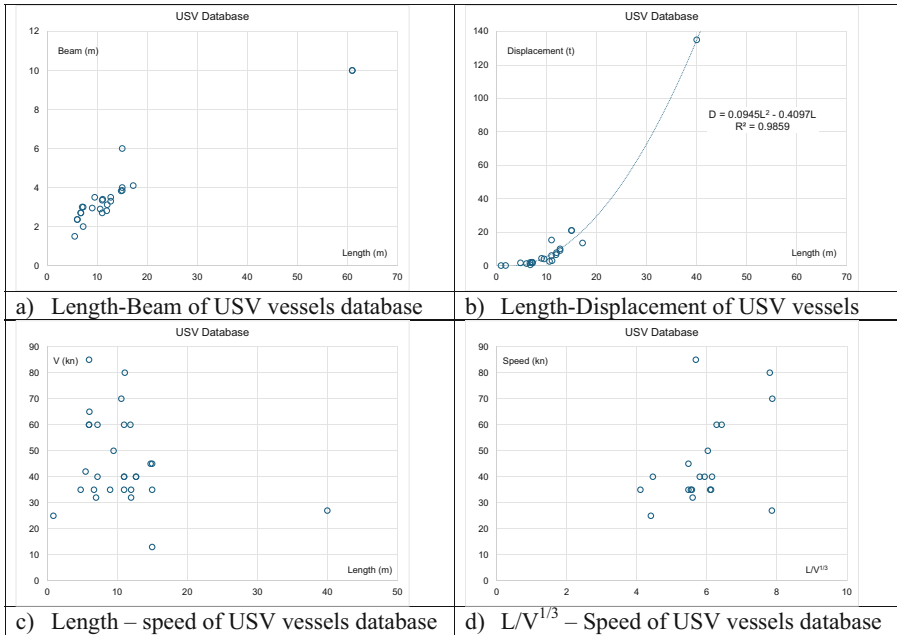 USV Database
Beam (m)
12
10
8
6
4
2
0
Length (m)
0 10 20 30 40 50 60 70
a) Length-Beam of USV vessels database
USV Database
Displacement (t)
140
120
100
80
60
40
20
0
D = 0.0945L² - 0.4097L
R² = 0.9859
Length (m)
0 10 20 30 40 50 60 70
b) Length-Displacement of USV vessels
USV Database
V (kn)
90
80
70
60
50
40
30
20
10
0
Length (m)
0 10 20 30 40 50
c) Length – speed of USV vessels database
USV Database
Speed (kn)
90
80
70
60
50
40
30
20
10
0
L/V^1/3
0 2 4 6 8 10
d) L/V^1/3 – Speed of USV vessels database